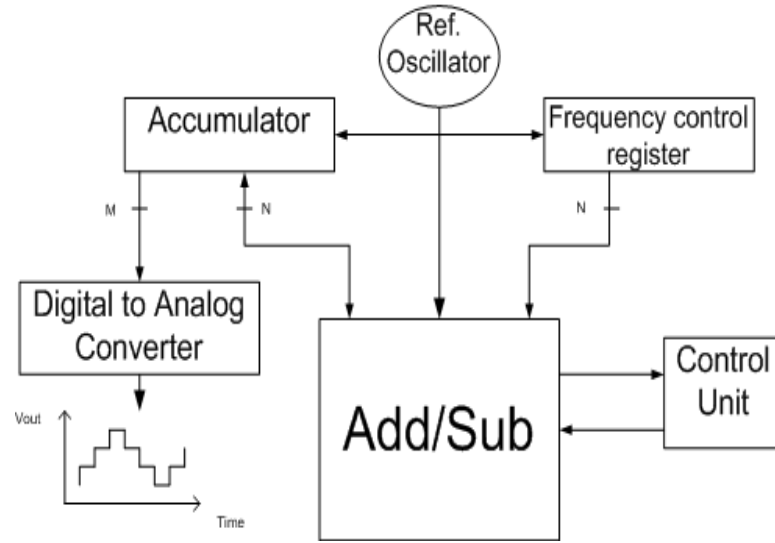 Ref.
Oscillator
Accumulator
Frequency control
register
M
N
N
Digital to Analog
Converter
Add/Sub
Control
Unit
Vout
Time